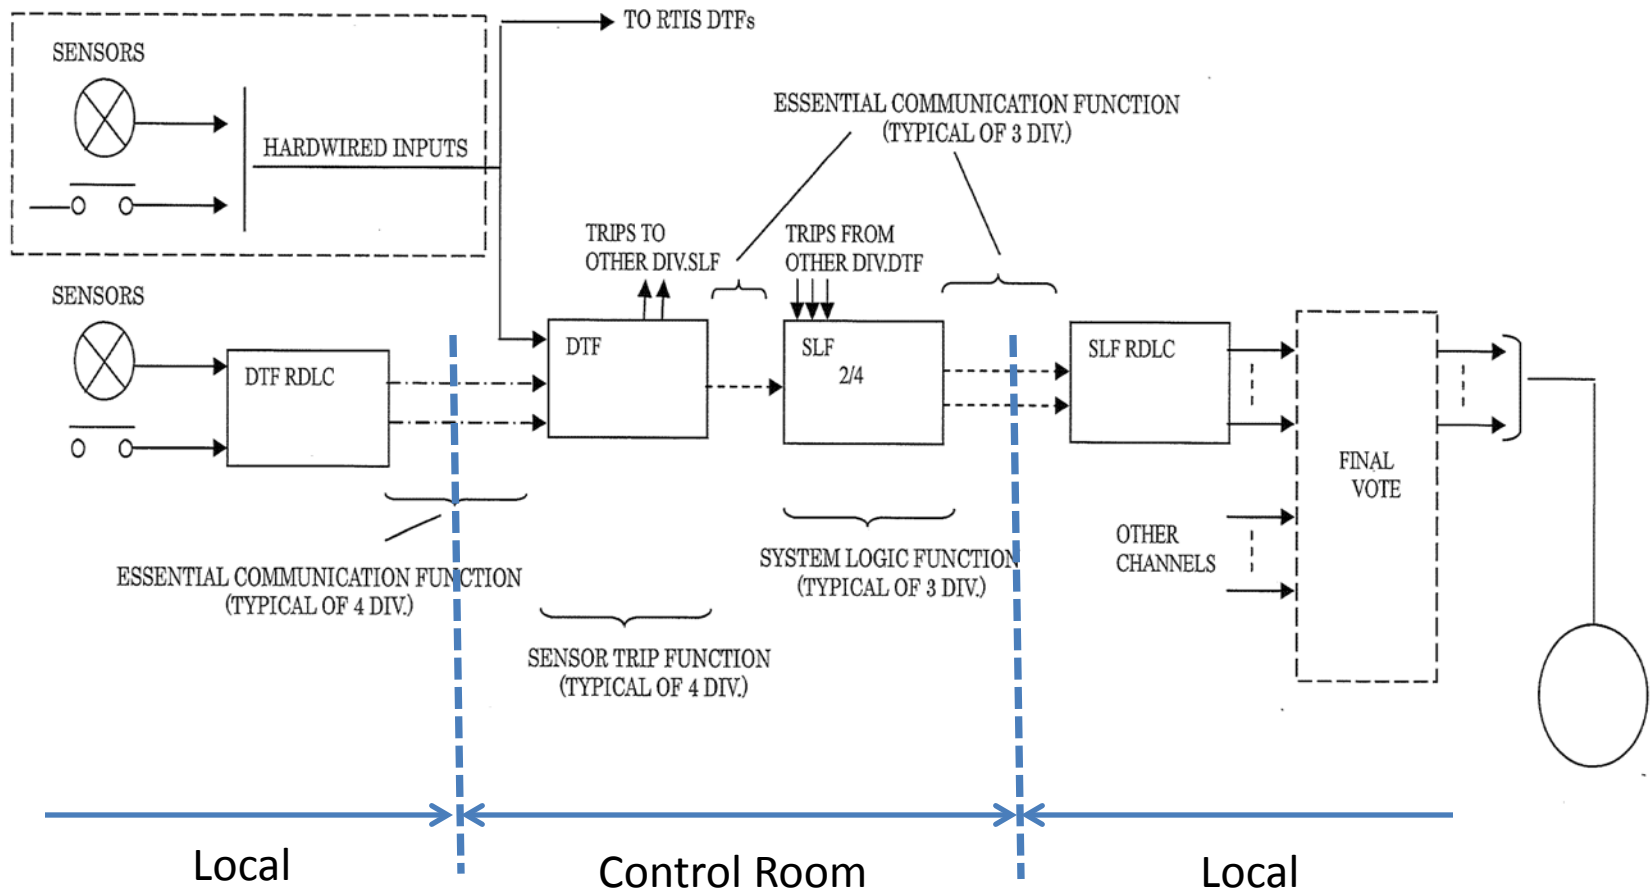 TO RTIS DTFs
SENSORS
HARDWIRED INPUTS
ESSENTIAL COMMUNICATION FUNCTION
(TYPICAL OF 3 DIV.)
TRIPS TO
OTHER DIV.SLF
TRIPS FROM
OTHER DIV.DTF
SENSORS
DTF RDLC
DTF
SLF
2/4
SLF RDLC
FINAL
VOTE
OTHER
CHANNELS
ESSENTIAL COMMUNICATION FUNCTION
(TYPICAL OF 4 DIV.)
SYSTEM LOGIC FUNCTION
(TYPICAL OF 3 DIV.)
SENSOR TRIP FUNCTION
(TYPICAL OF 4 DIV.)
Local
Control Room
Local